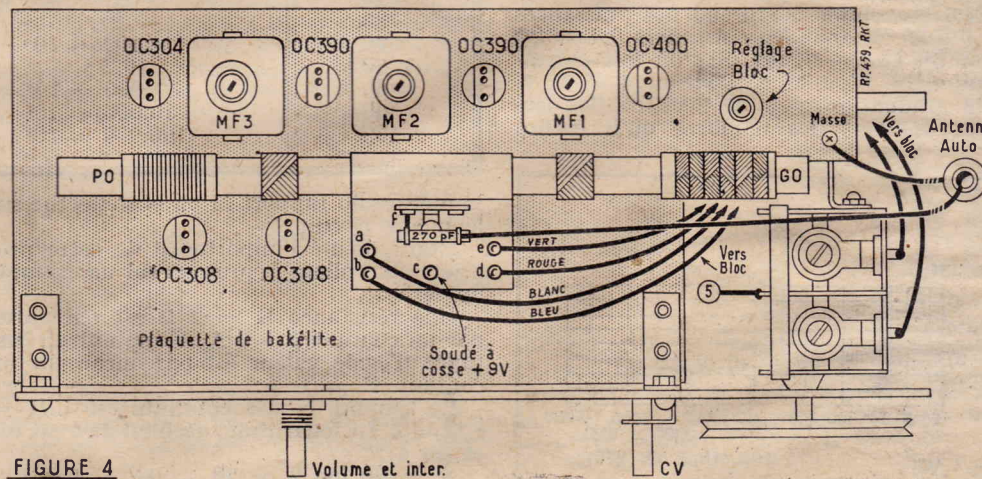 OC304
OC390
OC390
OC400
Réglage
Bloc
RP.459. RKT
MF3
MF2
MF1
Masse
Vers bloc
Antenne
Auto
PO
GO
f
270 pF
a
b
c
e
d
VERT
ROUGE
BLANC
BLEU
Vers
Bloc
5
OC308
OC308
Plaquette de bakélite
Soudé à
cosse +9V
FIGURE 4
Volume et inter.
CV